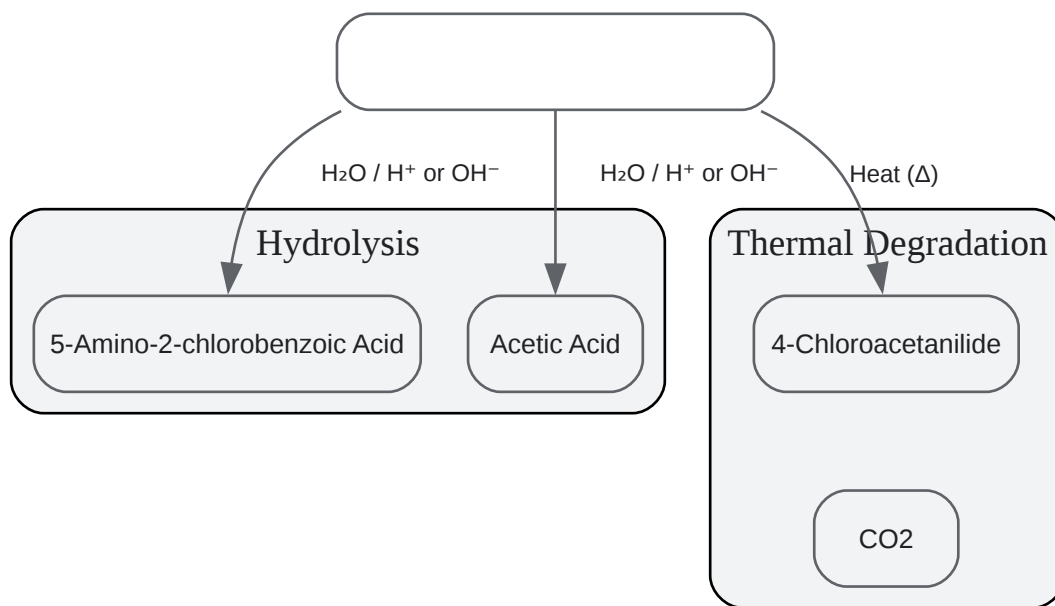 H₂O / H⁺ or OH⁻
H₂O / H⁺ or OH⁻
Heat (Δ)
Hydrolysis
Thermal Degradation
5-Amino-2-chlorobenzoic Acid
Acetic Acid
4-Chloroacetanilide
CO2